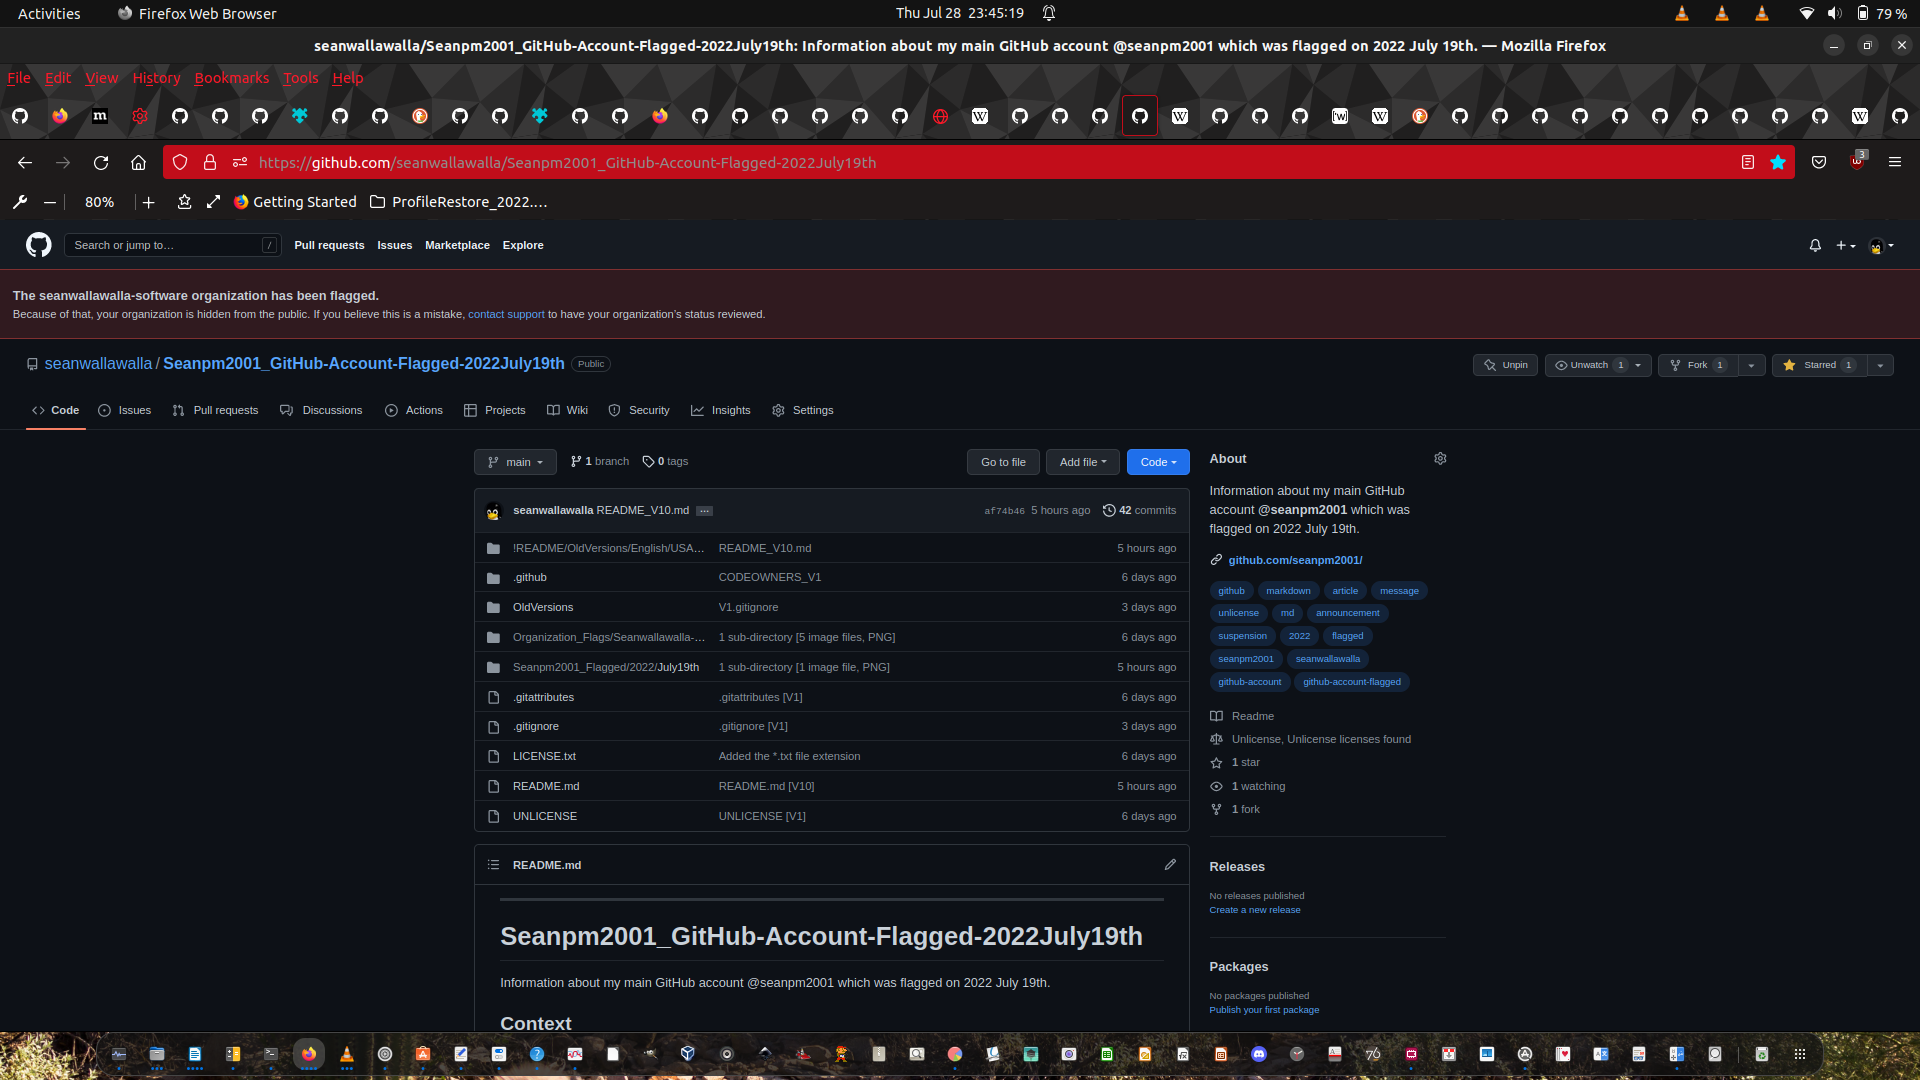 Activities Firefox Web Browser Thu Jul 28 23:45:19 79 %
seanwallawalla/Seanpm2001_GitHub-Account-Flagged-2022July19th: Information about my main GitHub account @seanpm2001 which was flagged on 2022 July 19th. — Mozilla Firefox
File Edit View History Bookmarks Tools Help
https://github.com/seanwallawalla/Seanpm2001_GitHub-Account-Flagged-2022July19th 3
80% Getting Started ProfileRestore_2022....
Search or jump to... / Pull requests Issues Marketplace Explore
The seanwallawalla-software organization has been flagged.
Because of that, your organization is hidden from the public. If you believe this is a mistake, contact support to have your organization's status reviewed.
seanwallawalla / Seanpm2001_GitHub-Account-Flagged-2022July19th Public Unpin Unwatch 1 Fork 1 Starred 1
Code Issues Pull requests Discussions Actions Projects Wiki Security Insights Settings
main 1 branch 0 tags Go to file Add file Code
seanwallawalla README_V10.md ... af74b46 5 hours ago 42 commits
!README/OldVersions/English/USA... README_V10.md 5 hours ago
.github CODEOWNERS_V1 6 days ago
OldVersions V1.gitignore 3 days ago
Organization_Flags/Seanwallawalla-... 1 sub-directory [5 image files, PNG] 6 days ago
Seanpm2001_Flagged/2022/July19th 1 sub-directory [1 image file, PNG] 5 hours ago
.gitattributes .gitattributes [V1] 6 days ago
.gitignore .gitignore [V1] 3 days ago
LICENSE.txt Added the *.txt file extension 6 days ago
README.md README.md [V10] 5 hours ago
UNLICENSE UNLICENSE [V1] 6 days ago
README.md
Seanpm2001_GitHub-Account-Flagged-2022July19th
Information about my main GitHub account @seanpm2001 which was flagged on 2022 July 19th.
Context
About
Information about my main GitHub
account @seanpm2001 which was
flagged on 2022 July 19th.
github.com/seanpm2001/
github markdown article message
unlicense md announcement
suspension 2022 flagged
seanpm2001 seanwallawalla
github-account github-account-flagged
Readme
Unlicense, Unlicense licenses found
1 star
1 watching
1 fork
Releases
No releases published
Create a new release
Packages
No packages published
Publish your first package